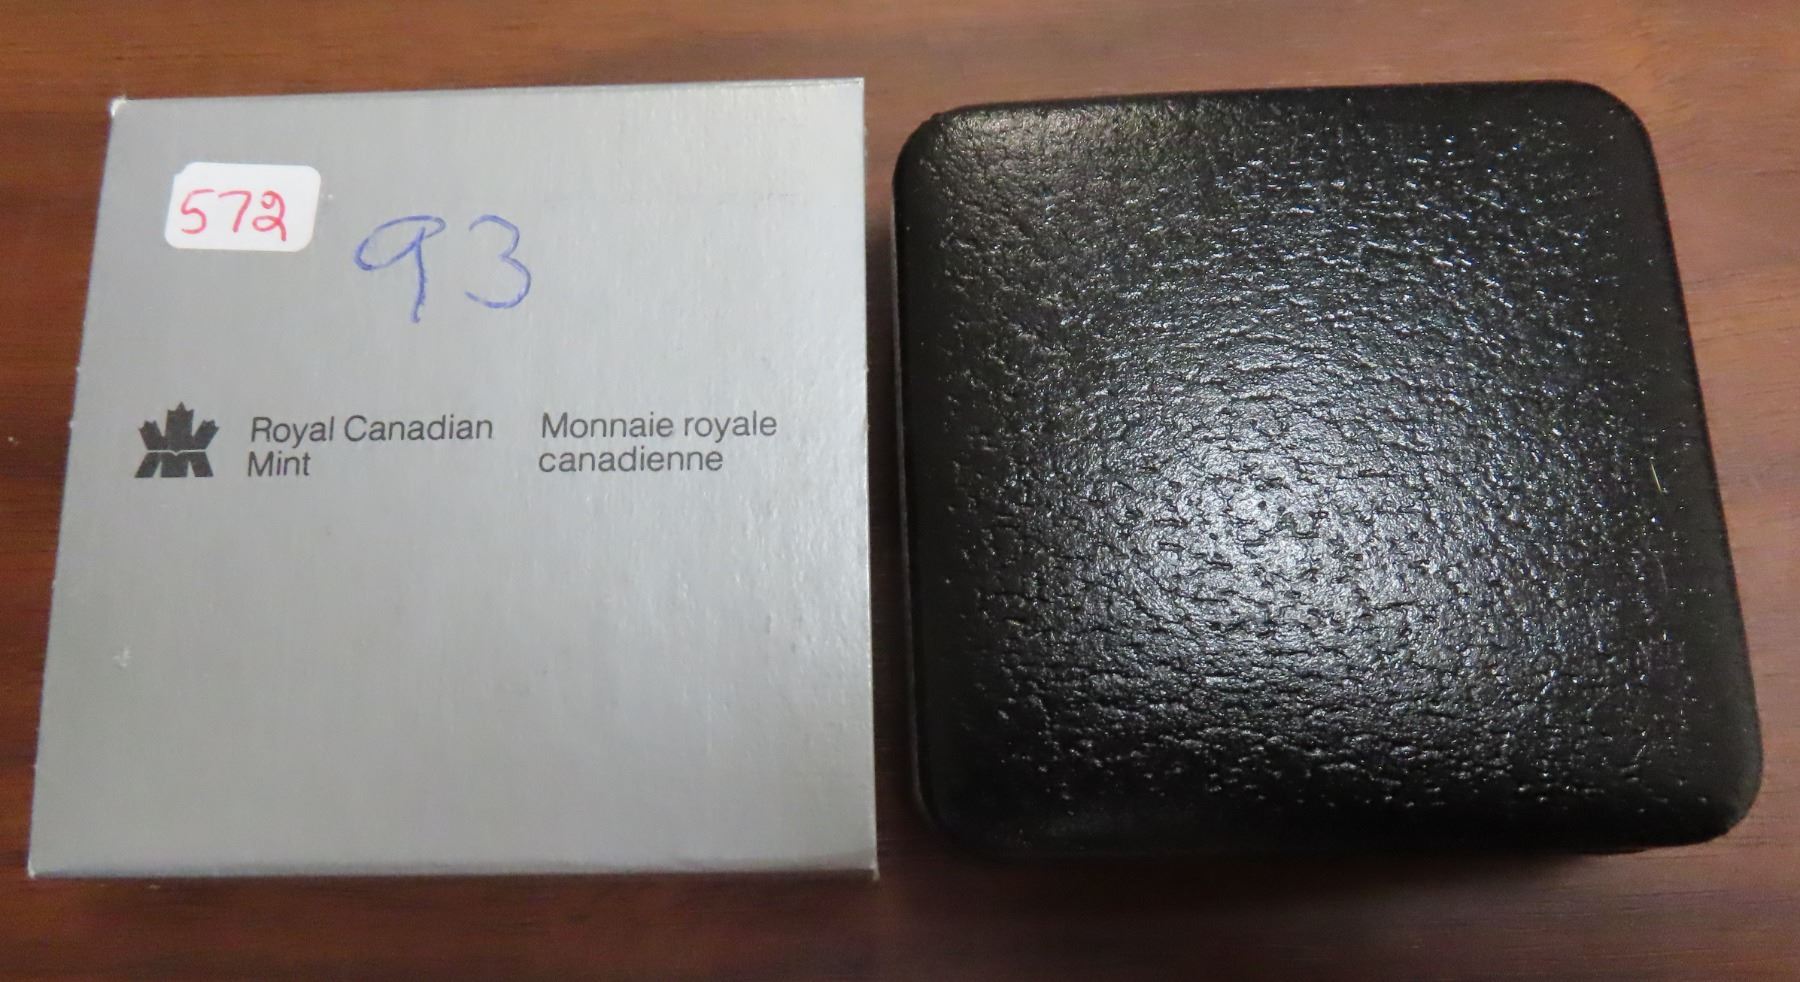 572
93
Royal Canadian
Mint
Monnaie royale
canadienne